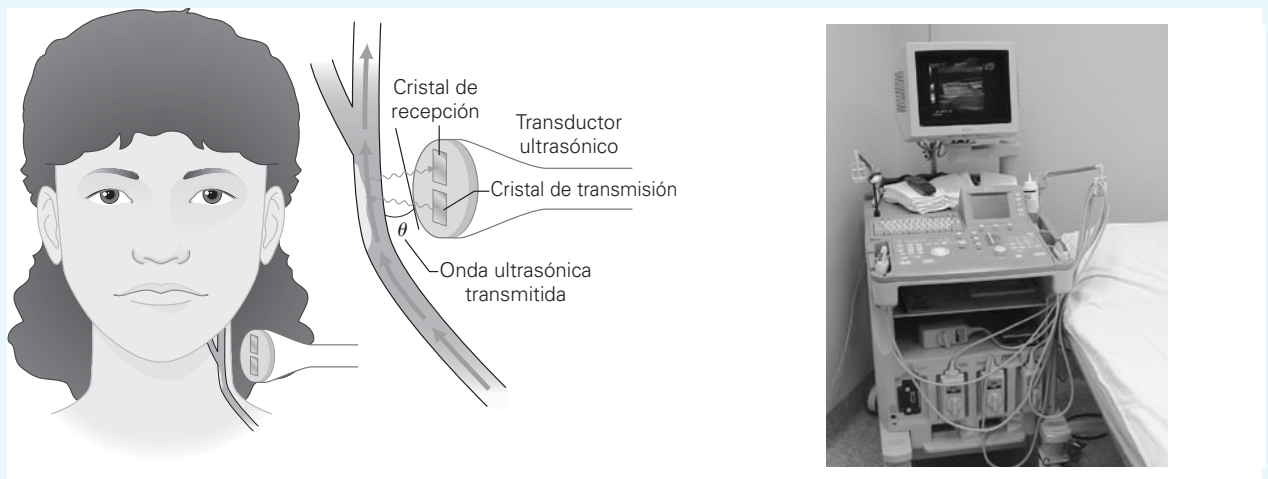 Cristal de
recepción
Transductor
ultrasónico
Cristal de transmisión
θ
Onda ultrasónica
transmitida